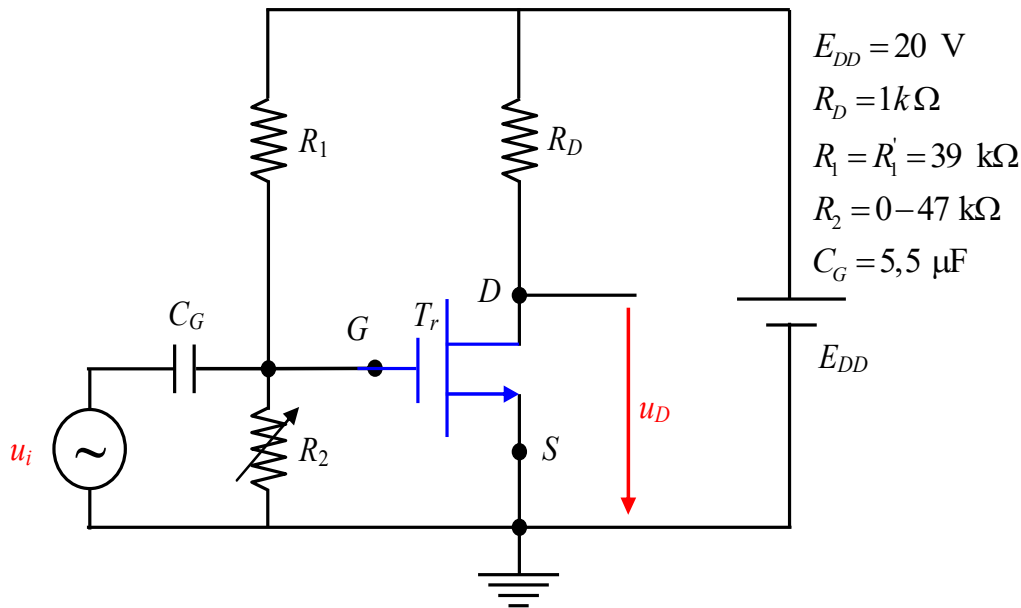 E_DD = 20 V
R_D = 1kΩ
R_1 = R_1' = 39 kΩ
R_2 = 0–47 kΩ
C_G = 5,5 μF
R_1
R_D
D
C_G
G
T_r
E_DD
u_D
u_i
~
R_2
S